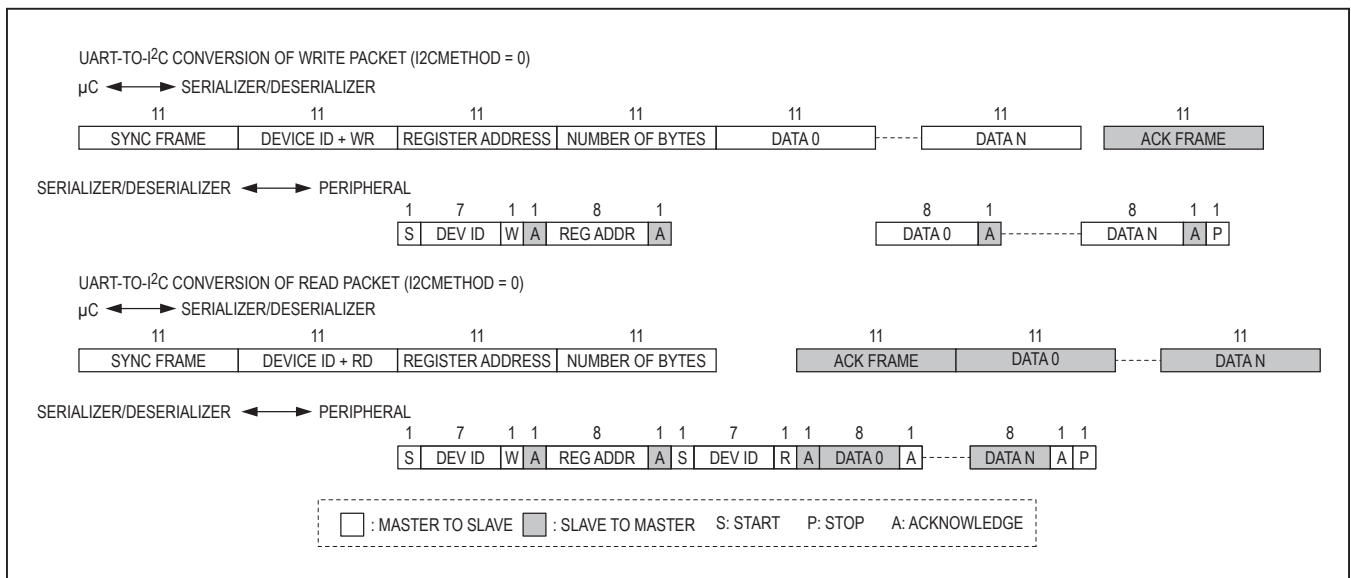 UART-TO-I2C CONVERSION OF WRITE PACKET (I2CMETHOD = 0)
µC SERIALIZER/DESERIALIZER
11 11 11 11 11 11 11
SYNC FRAME DEVICE ID + WR REGISTER ADDRESS NUMBER OF BYTES DATA 0 DATA N ACK FRAME
SERIALIZER/DESERIALIZER PERIPHERAL
1 7 1 1 8 1 8 1 8 1 1
S DEV ID W A REG ADDR A DATA 0 A DATA N A P
UART-TO-I2C CONVERSION OF READ PACKET (I2CMETHOD = 0)
µC SERIALIZER/DESERIALIZER
11 11 11 11 11 11 11
SYNC FRAME DEVICE ID + RD REGISTER ADDRESS NUMBER OF BYTES ACK FRAME DATA 0 DATA N
SERIALIZER/DESERIALIZER PERIPHERAL
1 7 1 1 8 1 1 7 1 1 8 1 8 1 1
S DEV ID W A REG ADDR A S DEV ID R A DATA 0 A DATA N A P
: MASTER TO SLAVE : SLAVE TO MASTER S: START P: STOP A: ACKNOWLEDGE